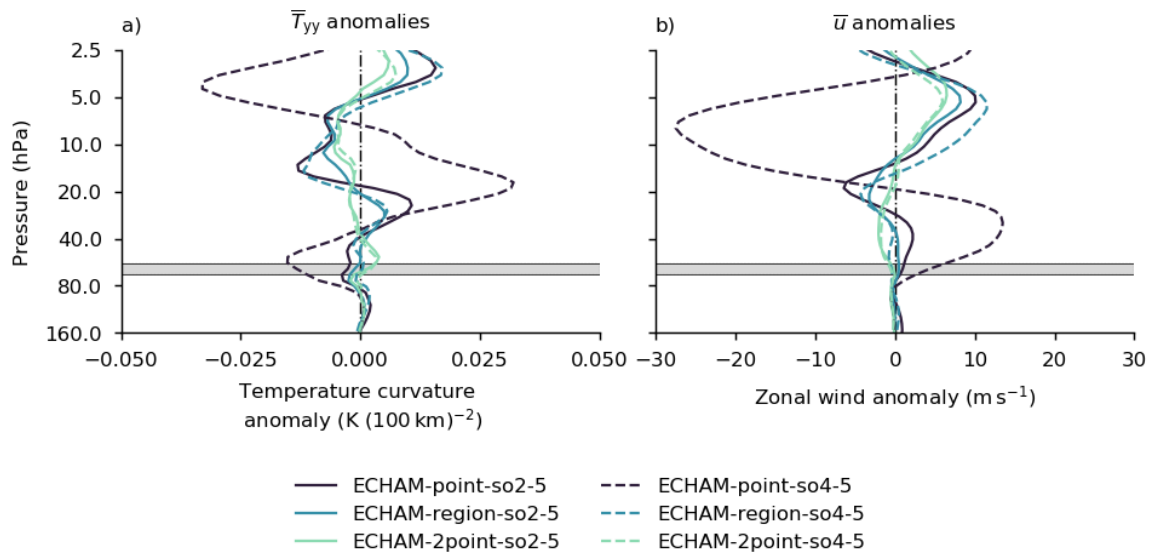 a)
T̅yy anomalies
b)
u̅ anomalies
Pressure (hPa)
2.5
5.0
10.0
20.0
40.0
80.0
160.0
−0.050
−0.025
0.000
0.025
0.050
−30
−20
−10
0
10
20
30
Temperature curvature
anomaly (K (100 km)⁻²)
Zonal wind anomaly (m s⁻¹)
ECHAM-point-so2-5
ECHAM-point-so4-5
ECHAM-region-so2-5
ECHAM-region-so4-5
ECHAM-2point-so2-5
ECHAM-2point-so4-5